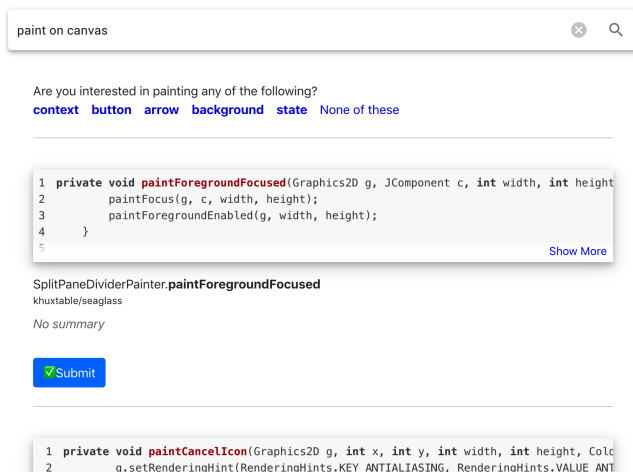 paint on canvas
Are you interested in painting any of the following?
context button arrow background state None of these
1 private void paintForegroundFocused(Graphics2D g, JComponent c, int width, int height
2 paintFocus(g, c, width, height);
3 paintForegroundEnabled(g, width, height);
4 }
5
Show More
SplitPaneDividerPainter.paintForegroundFocused
khuxtable/seaglass
No summary
✅Submit
1 private void paintCancelIcon(Graphics2D g, int x, int y, int width, int height, Colo
2 g.setRenderingHint(RenderingHints.KEY_ANTIALIASING, RenderingHints.VALUE_ANT